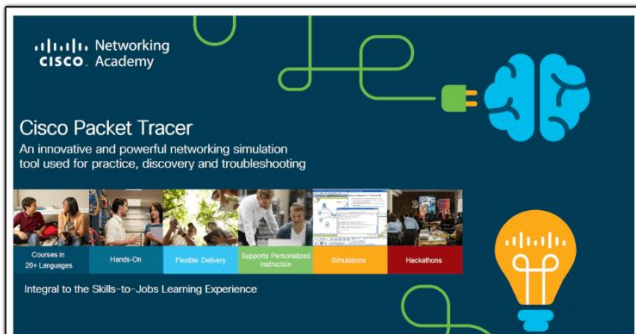 Networking
CISCO. Academy
Cisco Packet Tracer
An innovative and powerful networking simulation
tool used for practice, discovery and troubleshooting
Courses in
20+ Languages
Hands-On
Flexible Delivery
Supports Personalized
Instruction
Simulations
Hackathons
Integral to the Skills-to-Jobs Learning Experience